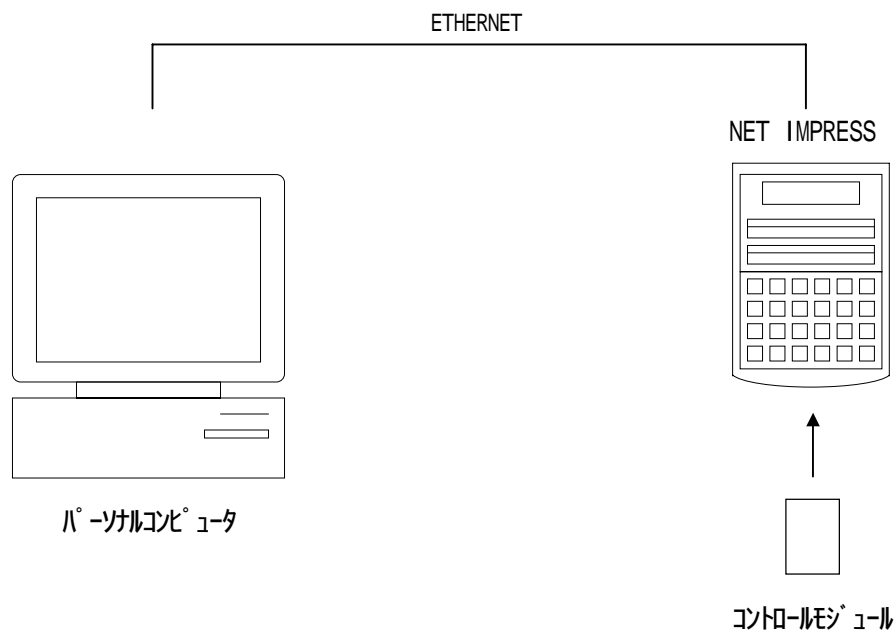 ETHERNET
NET IMPRESS
ﾊﾟｰｿﾅﾙｺﾝﾋﾟｭｰﾀ
ｺﾝﾄﾛｰﾙﾓｼﾞｭｰﾙ